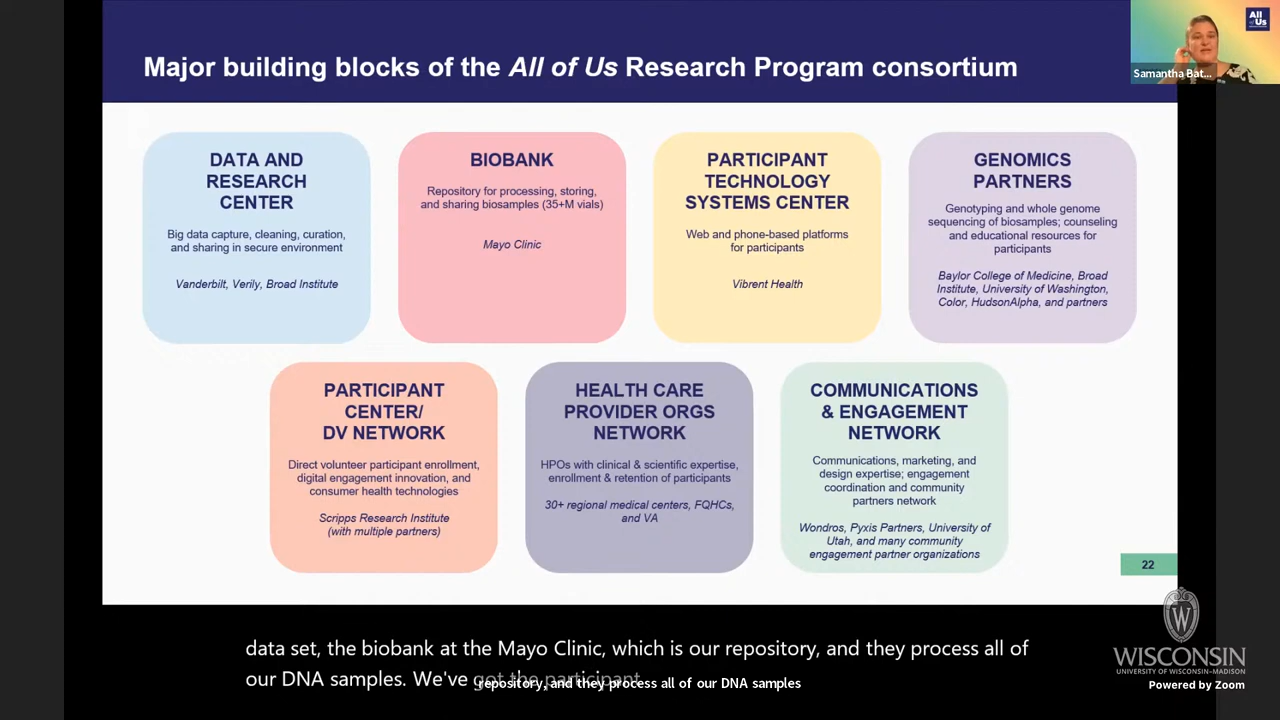 Major building blocks of the All of Us Research Program consortium
All
of Us
Samantha Bat...
DATA AND
RESEARCH
CENTER
Big data capture, cleaning, curation,
and sharing in secure environment
Vanderbilt, Verily, Broad Institute
BIOBANK
Repository for processing, storing,
and sharing biosamples (35+M vials)
Mayo Clinic
PARTICIPANT
TECHNOLOGY
SYSTEMS CENTER
Web and phone-based platforms
for participants
Vibrent Health
GENOMICS
PARTNERS
Genotyping and whole genome
sequencing of biosamples; counseling
and educational resources for
participants
Baylor College of Medicine, Broad
Institute, University of Washington,
Color, HudsonAlpha, and partners
PARTICIPANT
CENTER/
DV NETWORK
Direct volunteer participant enrollment,
digital engagement innovation, and
consumer health technologies
Scripps Research Institute
(with multiple partners)
HEALTH CARE
PROVIDER ORGS
NETWORK
HPOs with clinical & scientific expertise,
enrollment & retention of participants
30+ regional medical centers, FQHCs,
and VA
COMMUNICATIONS
& ENGAGEMENT
NETWORK
Communications, marketing, and
design expertise; engagement
coordination and community
partners network
Wondros, Pyxis Partners, University of
Utah, and many community
engagement partner organizations
22
data set, the biobank at the Mayo Clinic, which is our repository, and they process all of
our DNA samples. We've got the participant
repository, and they process all of our DNA samples
W
WISCONSIN
UNIVERSITY OF WISCONSIN–MADISON
Powered by Zoom